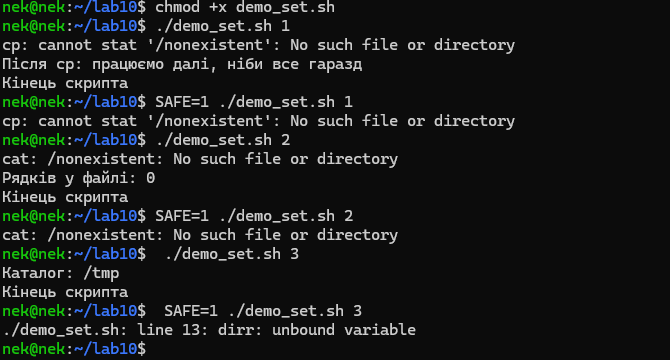 nek@nek:~/lab10$ chmod +x demo_set.sh
nek@nek:~/lab10$ ./demo_set.sh 1
cp: cannot stat '/nonexistent': No such file or directory
Після cp: працюємо далі, ніби все гаразд
Кінець скрипта
nek@nek:~/lab10$ SAFE=1 ./demo_set.sh 1
cp: cannot stat '/nonexistent': No such file or directory
nek@nek:~/lab10$ ./demo_set.sh 2
cat: /nonexistent: No such file or directory
Рядків у файлі: 0
Кінець скрипта
nek@nek:~/lab10$ SAFE=1 ./demo_set.sh 2
cat: /nonexistent: No such file or directory
nek@nek:~/lab10$  ./demo_set.sh 3
Каталог: /tmp
Кінець скрипта
nek@nek:~/lab10$  SAFE=1 ./demo_set.sh 3
./demo_set.sh: line 13: dirr: unbound variable
nek@nek:~/lab10$